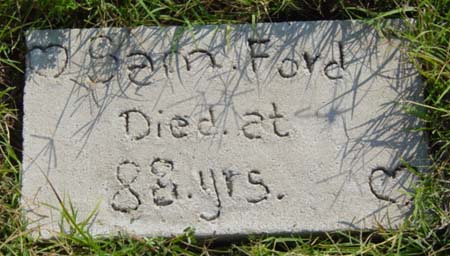 Sam. Ford
Died. at
88. yrs.